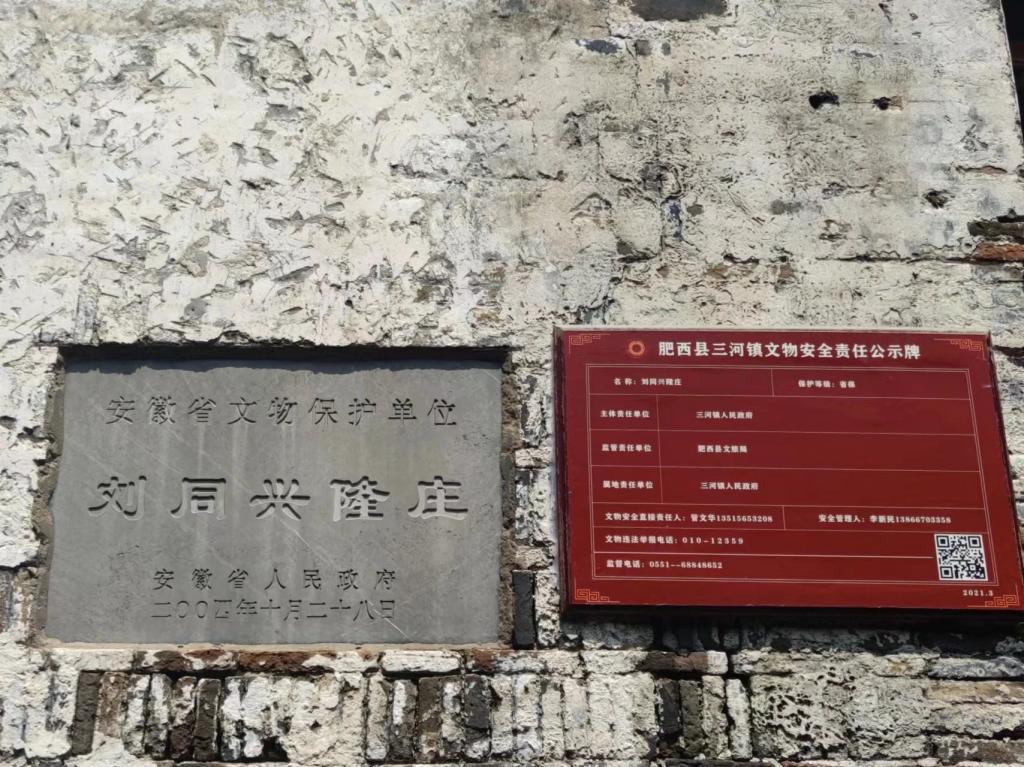 安徽省文物保护单位
刘同兴隆庄
安徽省人民政府
二〇〇四年十月二十八日
肥西县三河镇文物安全责任公示牌
名称：刘同兴隆庄 保护等级：省保
主体责任单位 三河镇人民政府
监管责任单位 肥西县文旅局
属地责任单位 三河镇人民政府
文物安全直接责任人：管文华13515653208 安全管理人：李新民13866703358
文物违法举报电话：010-12359
监督电话：0551--68848652
2021.3